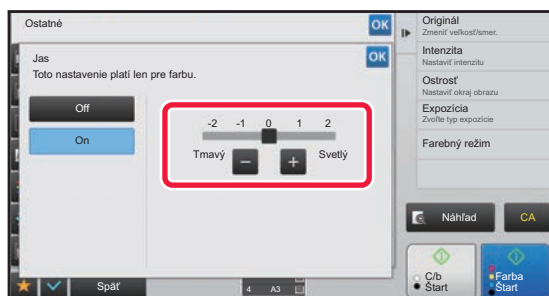 Ostatné
OK
Jas
OK
Toto nastavenie platí len pre farbu.
Off
On
-2 -1 0 1 2
Tmavý
Svetlý
Originál
Zmeniť veľkosť/smer.
Intenzita
Nastaviť intenzitu
Ostrosť
Nastaviť okraj obrazu
Expozícia
Zvoľte typ expozície
Farebný režim
Náhľad
CA
C/b
Štart
Farba
Štart
Späť
4 A3